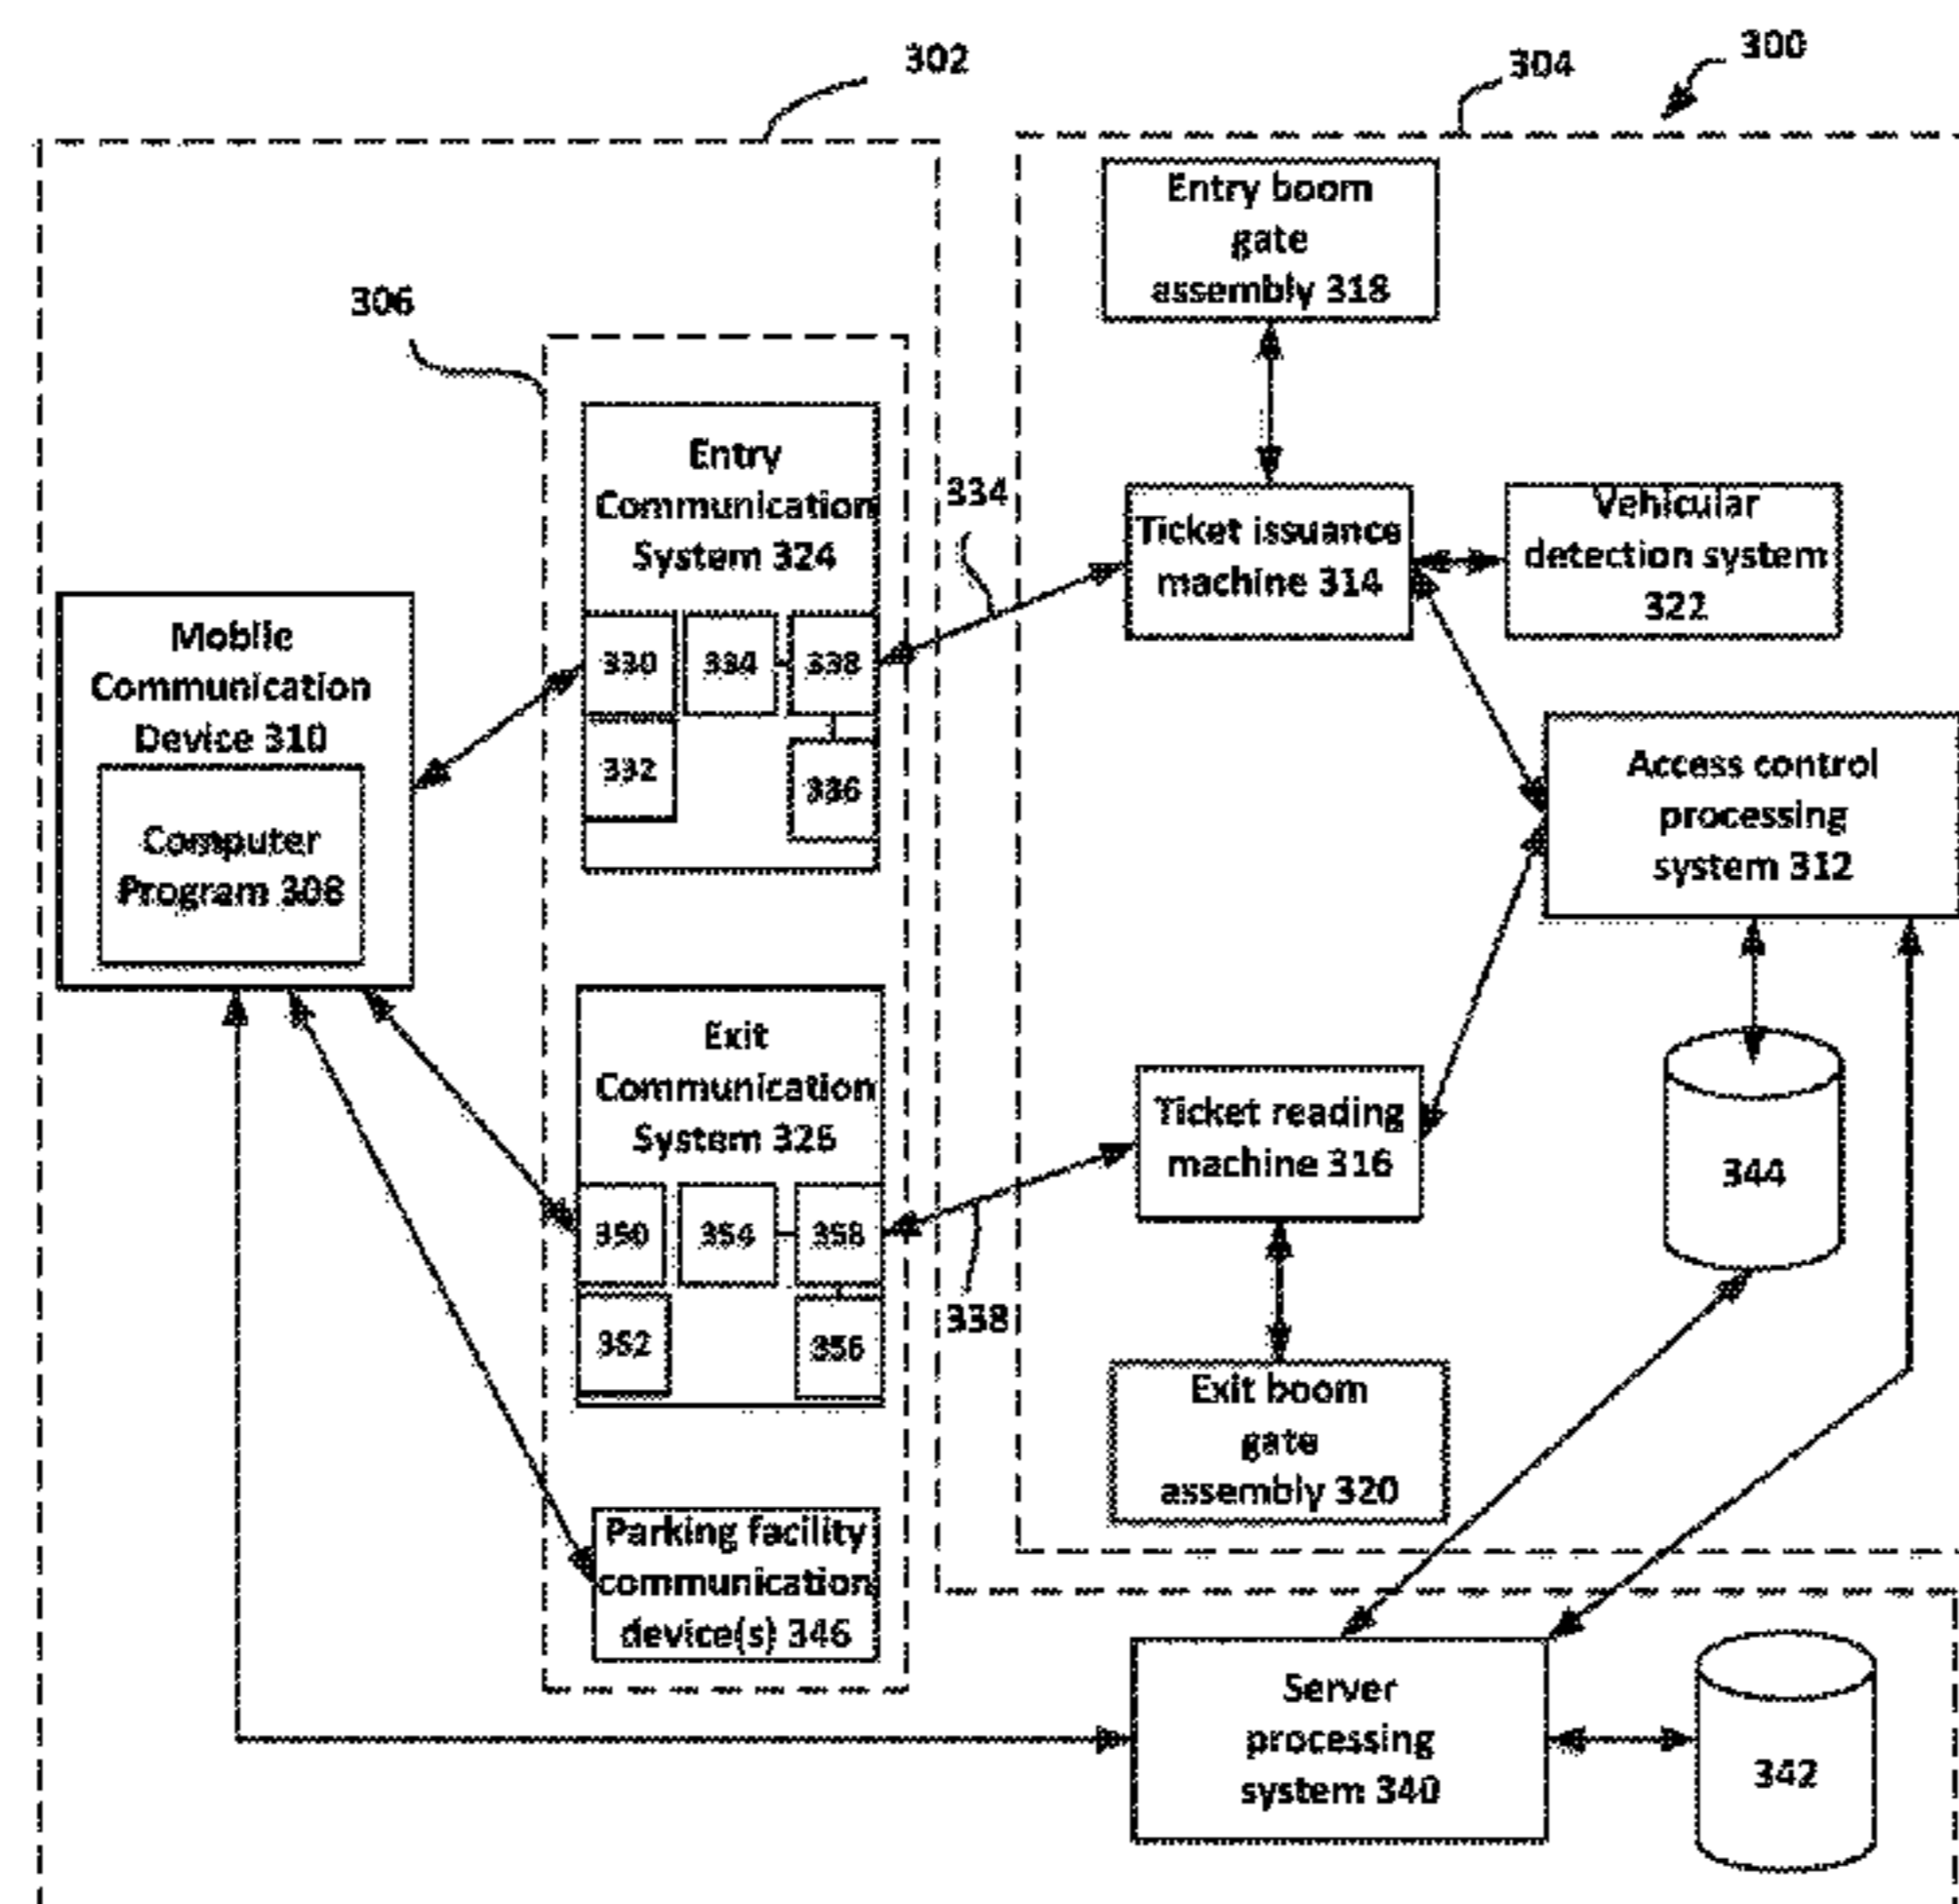 302
304
300
Entry boom
gate
assembly 318
306
Entry
Communication
System 324
334
Ticket issuance
machine 314
Vehicular
detection system
322
330
334
338
332
336
Mobile
Communication
Device 310
Computer
Program 308
Access control
processing
system 312
Exit
Communication
System 326
350
354
358
352
356
338
Ticket reading
machine 316
344
Exit boom
gate
assembly 320
Parking facility
communication
device(s) 346
Server
processing
system 340
342